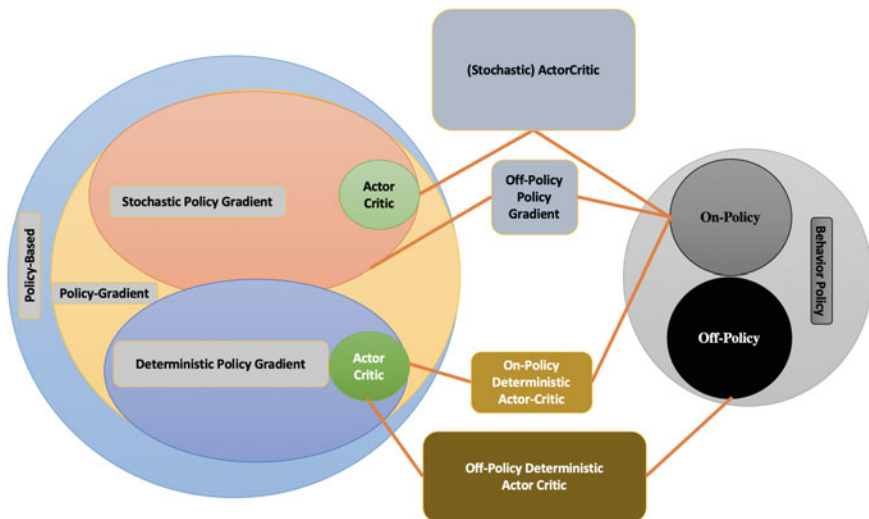 (Stochastic) ActorCritic
Actor
Critic
Stochastic Policy Gradient
Off-Policy
Policy
Gradient
On-Policy
Policy-Based
Policy-Gradient
Behavior Policy
Deterministic Policy Gradient
Actor
Critic
On-Policy
Deterministic
Actor-Critic
Off-Policy
Off-Policy Deterministic
Actor Critic